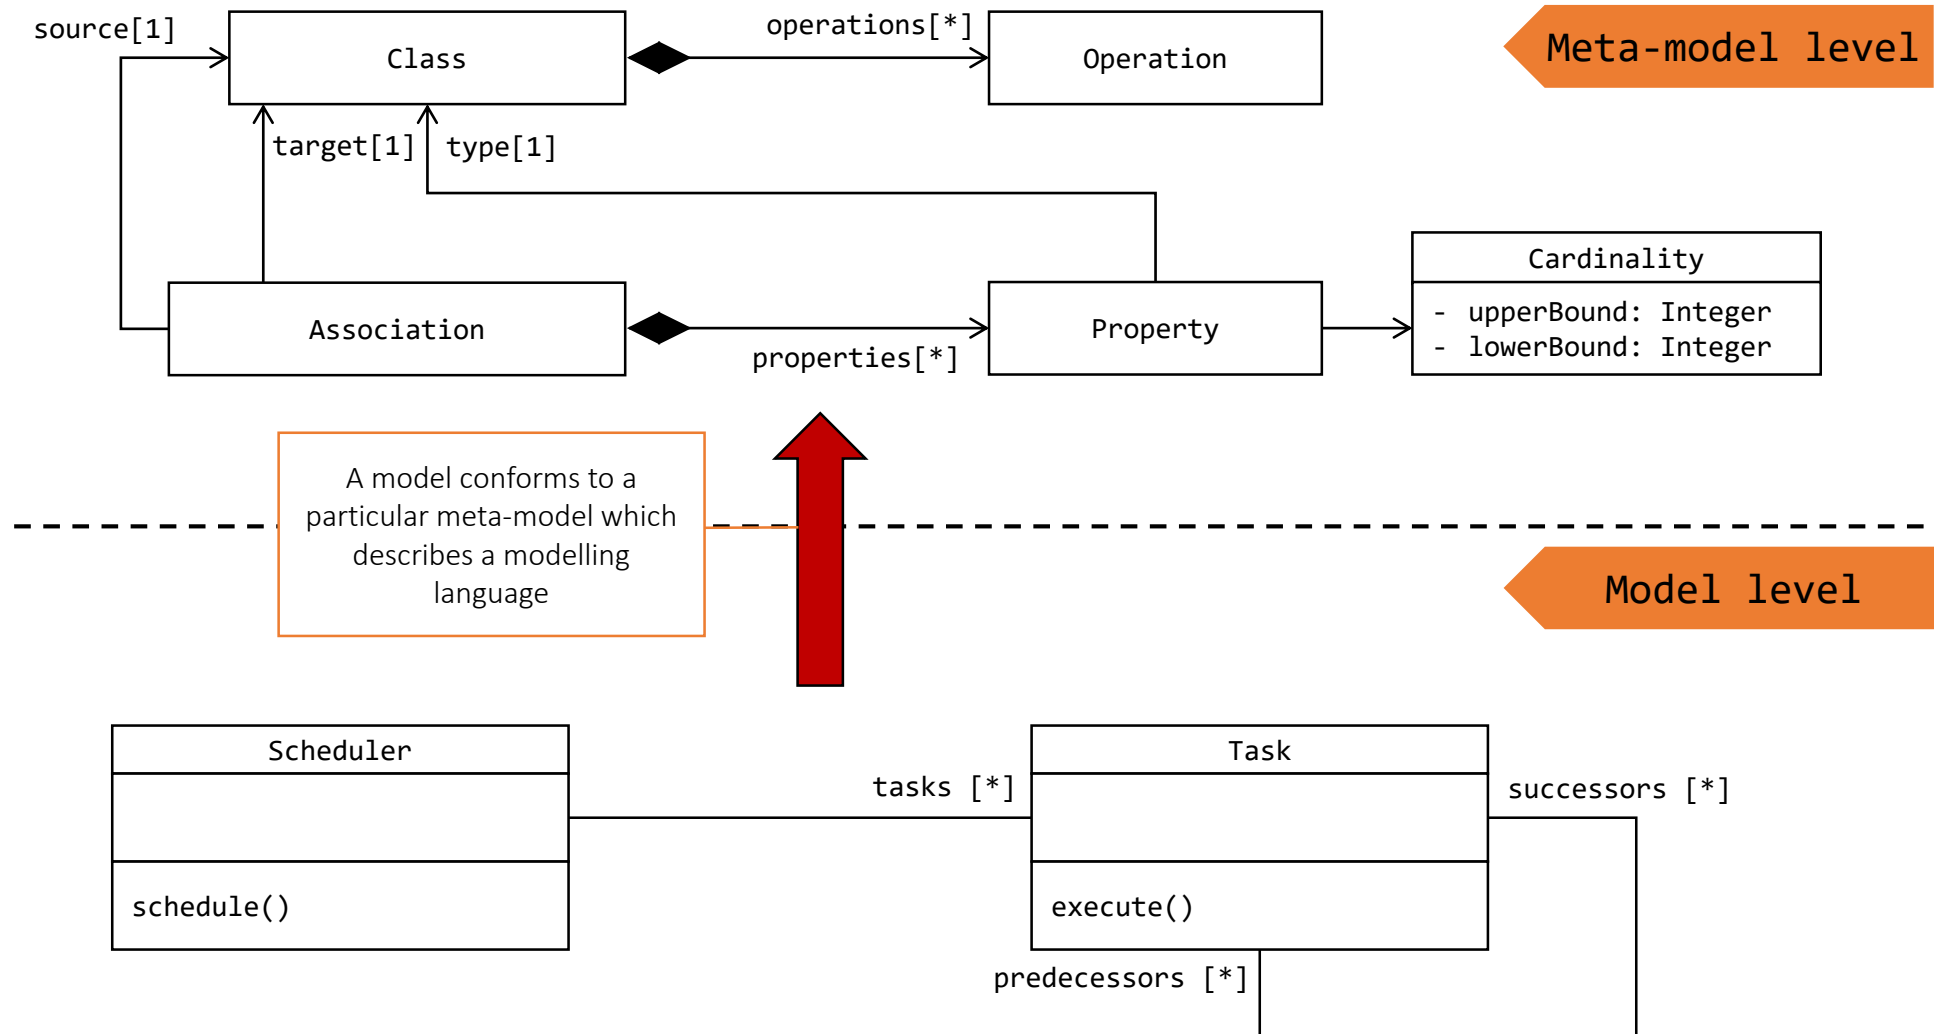 source[1]
Class
operations[*]
Operation
Meta-model level
target[1]
type[1]
Association
properties[*]
Property
Cardinality
- upperBound: Integer
- lowerBound: Integer
A model conforms to a
particular meta-model which
describes a modelling
language
Model level
Scheduler
schedule()
tasks [*]
Task
execute()
successors [*]
predecessors [*]